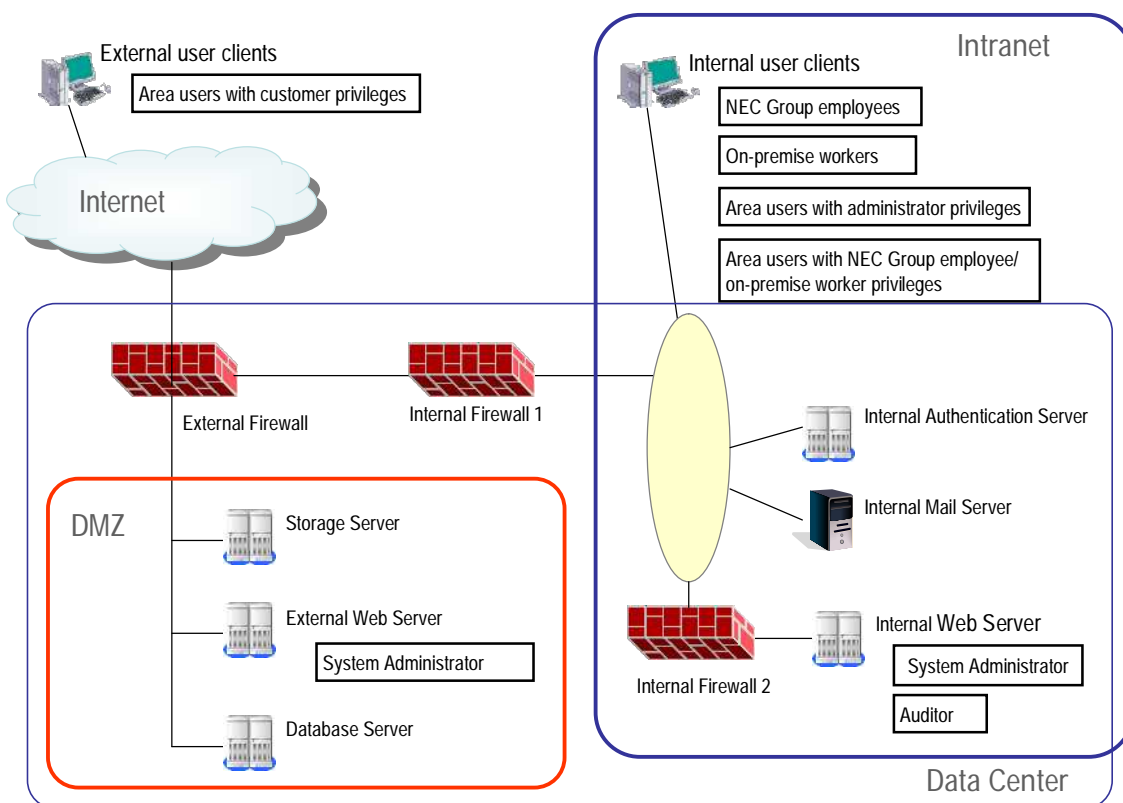 External user clients
Area users with customer privileges
Internet
Intranet
Internal user clients
NEC Group employees
On-premise workers
Area users with administrator privileges
Area users with NEC Group employee/
on-premise worker privileges
External Firewall
Internal Firewall 1
Internal Authentication Server
Internal Mail Server
DMZ
Storage Server
External Web Server
System Administrator
Database Server
Internal Firewall 2
Internal Web Server
System Administrator
Auditor
Data Center